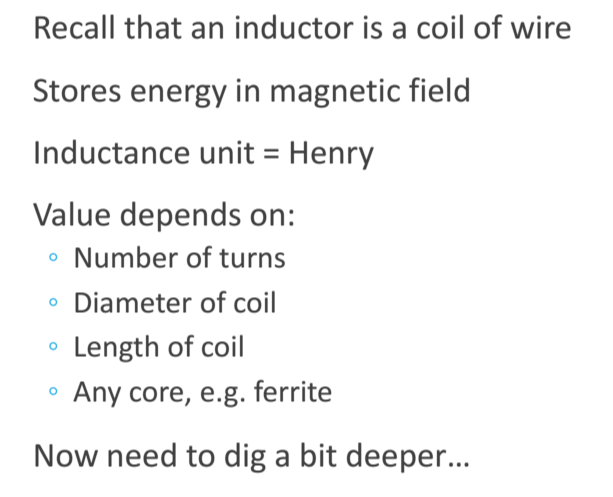 Recall that an inductor is a coil of wire
Stores energy in magnetic field
Inductance unit = Henry
Value depends on:
◦ Number of turns
◦ Diameter of coil
◦ Length of coil
◦ Any core, e.g. ferrite
Now need to dig a bit deeper...